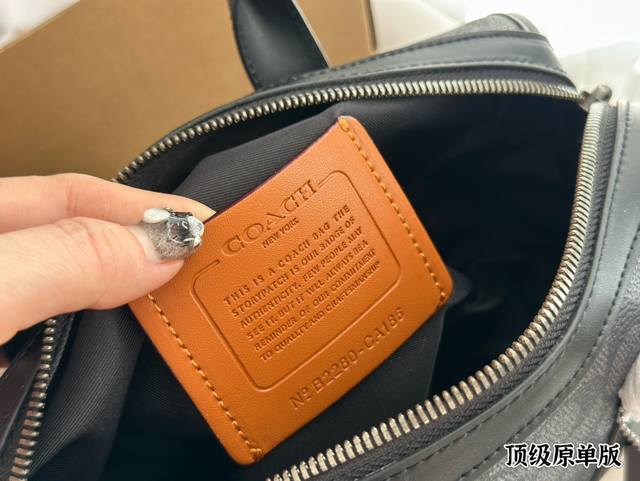 COACH
NEW YORK
THIS IS A COACH BAG THE
STORYPATCH IS OUR BADGE OF
AUTHENTICITY. FEW PEOPLE MAY
SEE IT. BUT IT WILL ALWAYS BE A
REMINDER OF OUR COMMITMENT
TO QUALITY AND CRAFTSMANSHIP
Nº B2280-CA186
顶级原单版